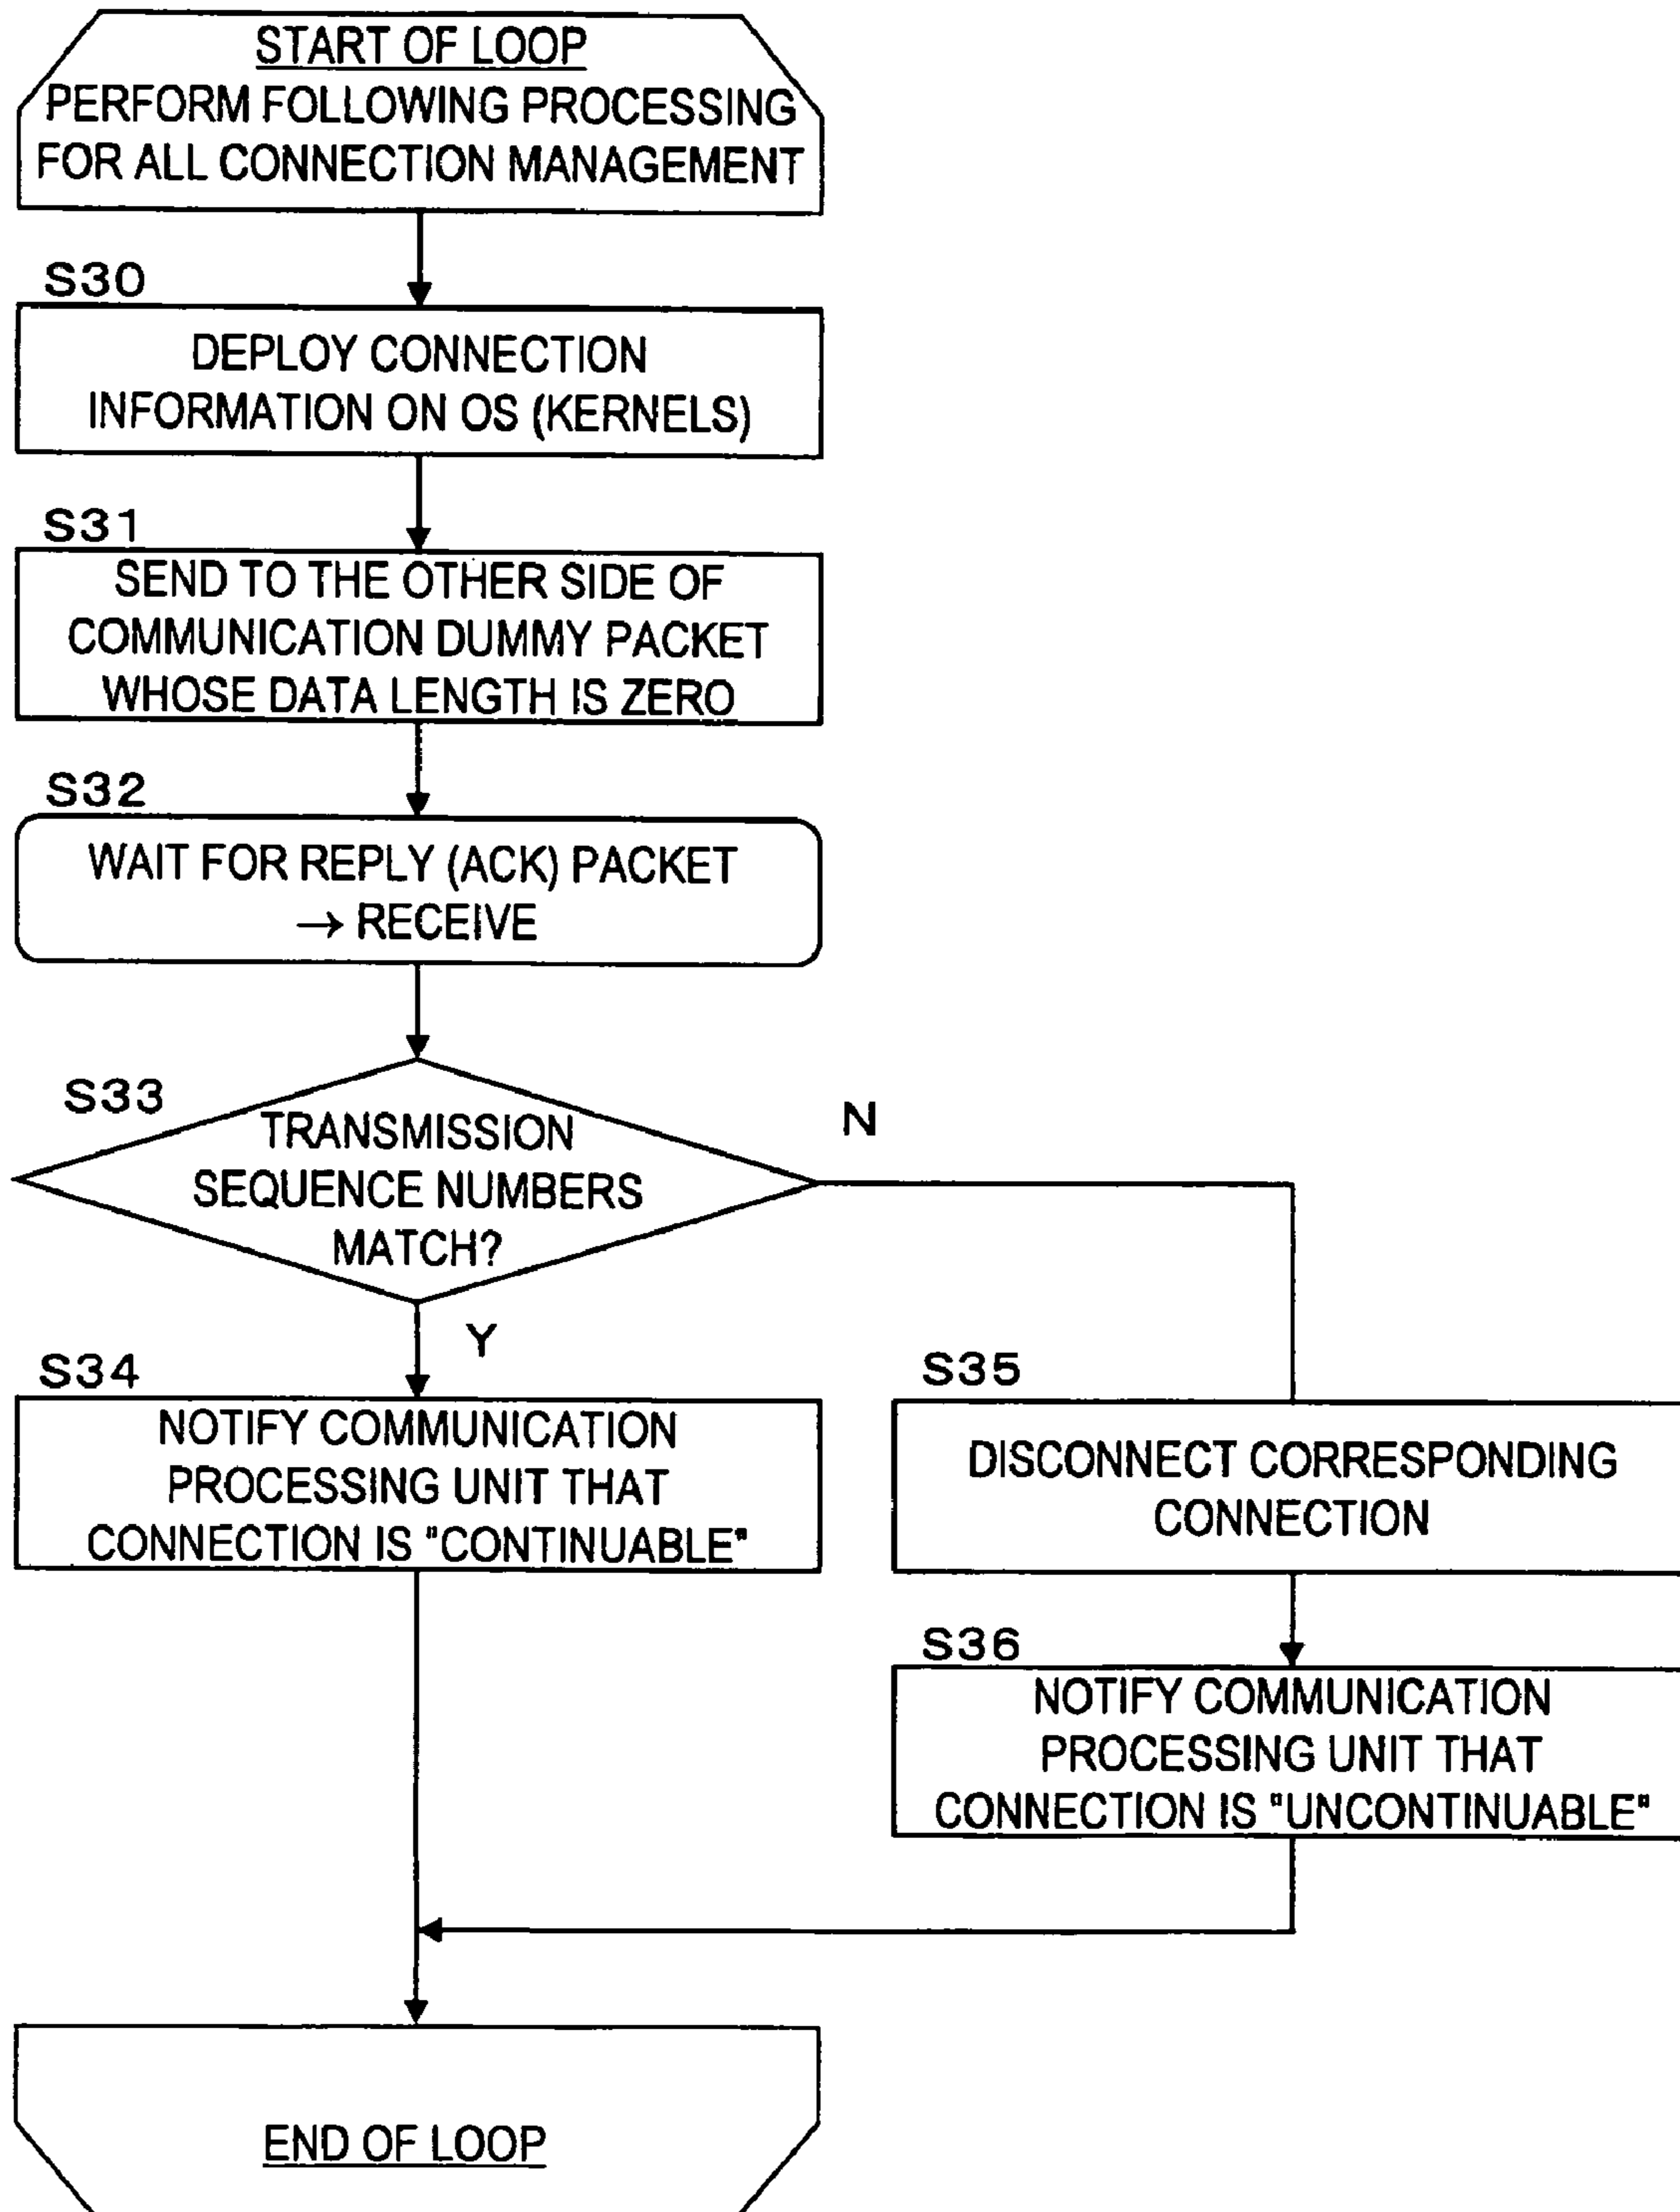 START OF LOOP
PERFORM FOLLOWING PROCESSING
FOR ALL CONNECTION MANAGEMENT
S30
DEPLOY CONNECTION
INFORMATION ON OS (KERNELS)
S31
SEND TO THE OTHER SIDE OF
COMMUNICATION DUMMY PACKET
WHOSE DATA LENGTH IS ZERO
S32
WAIT FOR REPLY (ACK) PACKET
→ RECEIVE
S33
TRANSMISSION
SEQUENCE NUMBERS
MATCH?
N
Y
S34
NOTIFY COMMUNICATION
PROCESSING UNIT THAT
CONNECTION IS "CONTINUABLE"
S35
DISCONNECT CORRESPONDING
CONNECTION
S36
NOTIFY COMMUNICATION
PROCESSING UNIT THAT
CONNECTION IS "UNCONTINUABLE"
END OF LOOP